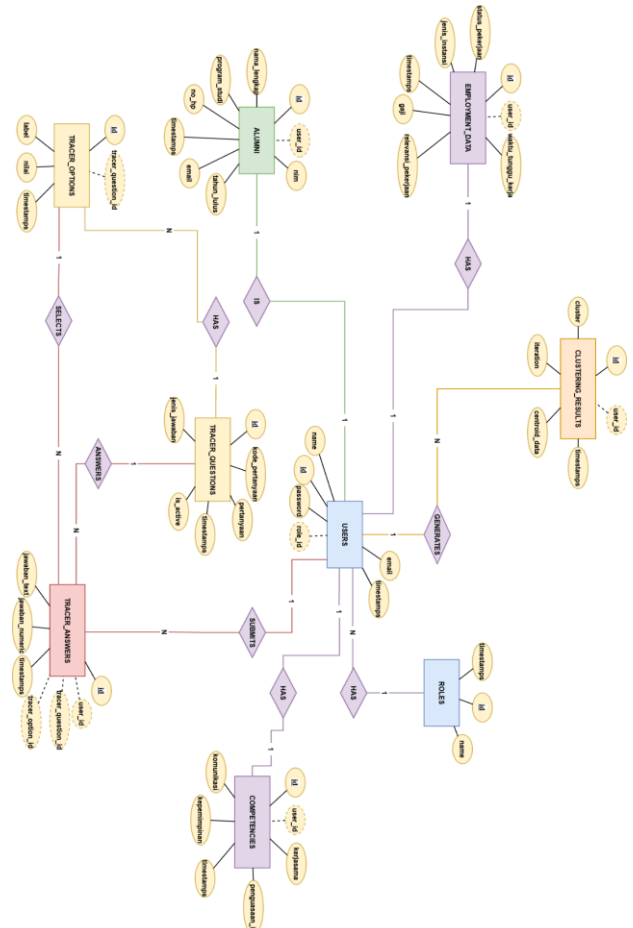 status_pekerjaan
jenis_instansi
timestamps
gaji
relevansi_pekerjaan
EMPLOYMENT_DATA
id
user_id
waktu_tunggu_kerja
1
HAS
1
nama_lengkap
program_studi
no_hp
timestamps
email
tahun_lulus
ALUMNI
id
user_id
nim
1
IS
1
label
nilai
timestamps
TRACER_OPTIONS
id
tracer_question_id
N
HAS
1
1
SELECTS
N
cluster
iteration
centroid_data
CLUSTERING_RESULTS
id
user_id
timestamps
N
GENERATES
1
jenis_jawaban
is_active
TRACER_QUESTIONS
id
kode_pertanyaan
pertanyaan
timestamps
1
ANSWERS
N
name
id
password
role_id
USERS
email
timestamps
1
SUBMITS
N
N
HAS
1
timestamps
id
name
ROLES
1
HAS
1
jawaban_text
jawaban_numeric
timestamps
tracer_option_id
TRACER_ANSWERS
id
user_id
tracer_question_id
komunikasi
kepemimpinan
timestamps
COMPETENCIES
id
user_id
kerjasama